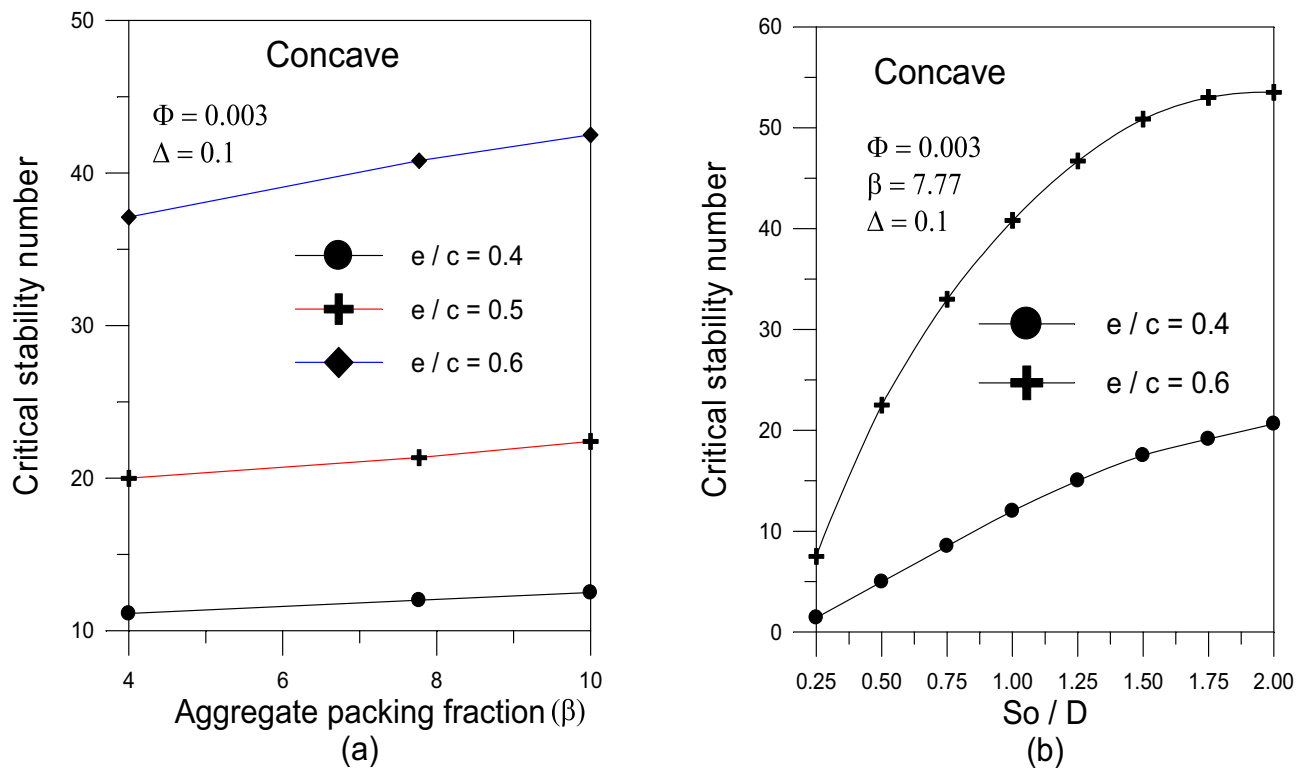 50
40
30
20
10
Critical stability number
Concave
Φ = 0.003
Δ = 0.1
e / c = 0.4
e / c = 0.5
e / c = 0.6
4
6
8
10
Aggregate packing fraction (β)
(a)
60
50
40
30
20
10
0
Critical stability number
Concave
Φ = 0.003
β = 7.77
Δ = 0.1
e / c = 0.4
e / c = 0.6
0.25
0.50
0.75
1.00
1.25
1.50
1.75
2.00
So / D
(b)